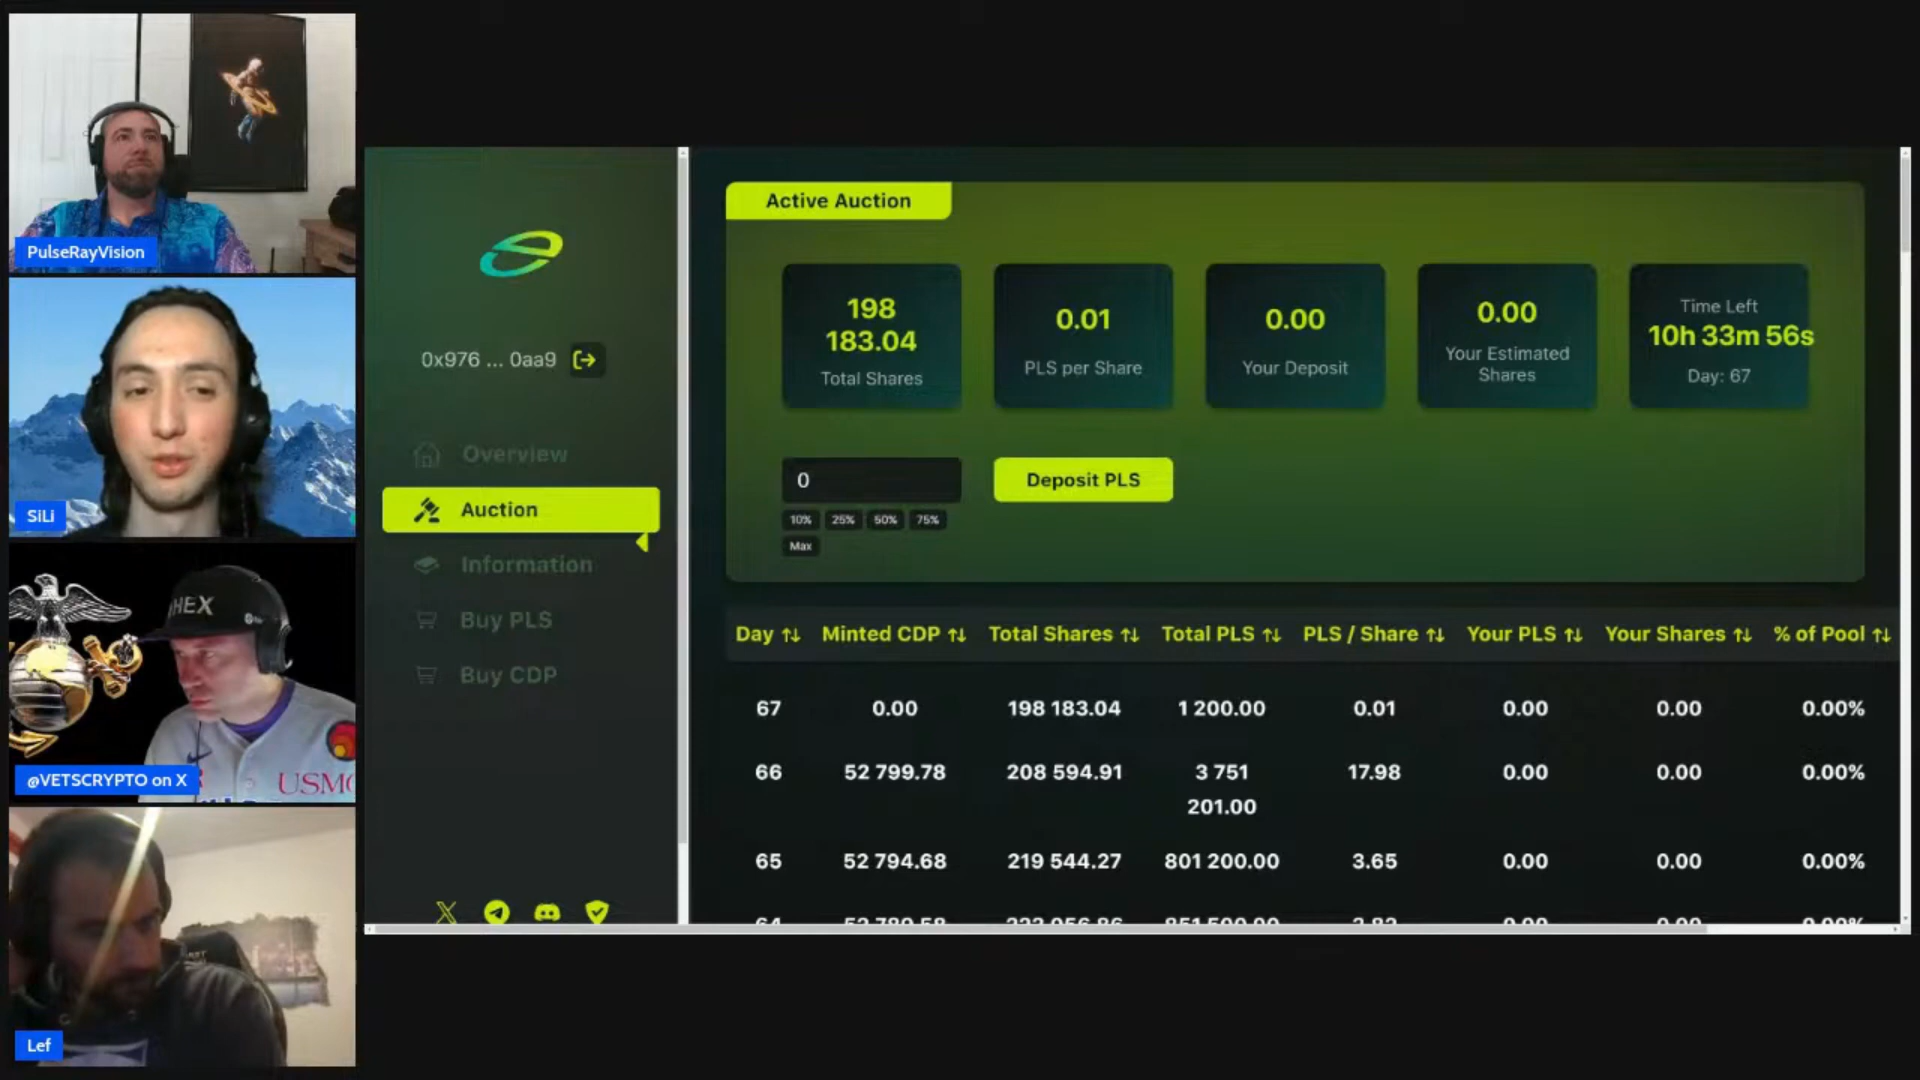 PulseRayVision
SiLi
HEX
@VETSCRYPTO on X
USMC
Lef
0x976 ... 0aa9
Overview
Auction
Information
Buy PLS
Buy CDP
Active Auction
198
183.04
Total Shares
0.01
PLS per Share
0.00
Your Deposit
0.00
Your Estimated
Shares
Time Left
10h 33m 56s
Day: 67
0
Deposit PLS
10% 25% 50% 75%
Max
Day Minted CDP Total Shares Total PLS PLS / Share Your PLS Your Shares % of Pool
67 0.00 198 183.04 1 200.00 0.01 0.00 0.00 0.00%
66 52 799.78 208 594.91 3 751 17.98 0.00 0.00 0.00%
201.00
65 52 794.68 219 544.27 801 200.00 3.65 0.00 0.00 0.00%